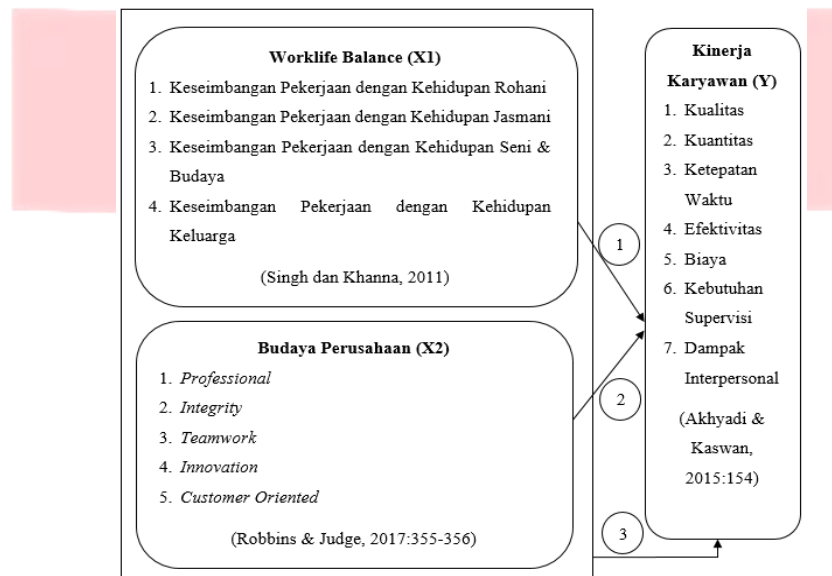 Worklife Balance (X1)
1. Keseimbangan Pekerjaan dengan Kehidupan Rohani
2. Keseimbangan Pekerjaan dengan Kehidupan Jasmani
3. Keseimbangan Pekerjaan dengan Kehidupan Seni &
Budaya
4. Keseimbangan Pekerjaan dengan Kehidupan
Keluarga
(Singh dan Khanna, 2011)
Budaya Perusahaan (X2)
1. Professional
2. Integrity
3. Teamwork
4. Innovation
5. Customer Oriented
(Robbins & Judge, 2017:355-356)
1
2
3
Kinerja
Karyawan (Y)
1. Kualitas
2. Kuantitas
3. Ketepatan
Waktu
4. Efektivitas
5. Biaya
6. Kebutuhan
Supervisi
7. Dampak
Interpersonal
(Akhyadi &
Kaswan,
2015:154)